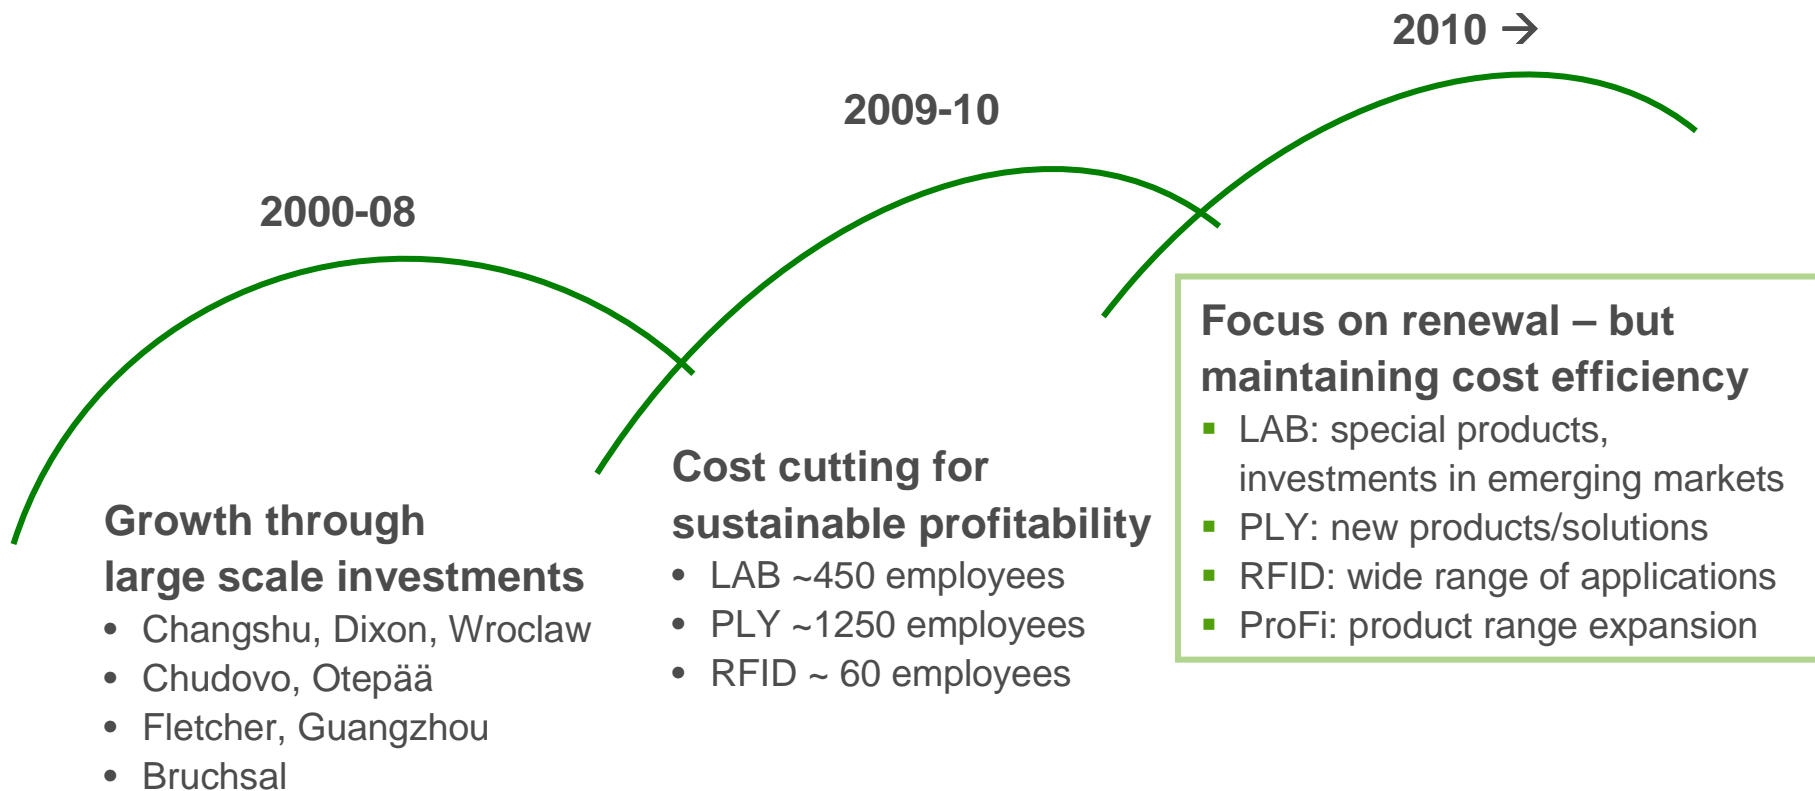 2000-08
Growth through
large scale investments
• Changshu, Dixon, Wroclaw
• Chudovo, Otepää
• Fletcher, Guangzhou
• Bruchsal
2009-10
Cost cutting for
sustainable profitability
• LAB ~450 employees
• PLY ~1250 employees
• RFID ~ 60 employees
2010 →
Focus on renewal – but
maintaining cost efficiency
▪ LAB: special products,
investments in emerging markets
▪ PLY: new products/solutions
▪ RFID: wide range of applications
▪ ProFi: product range expansion